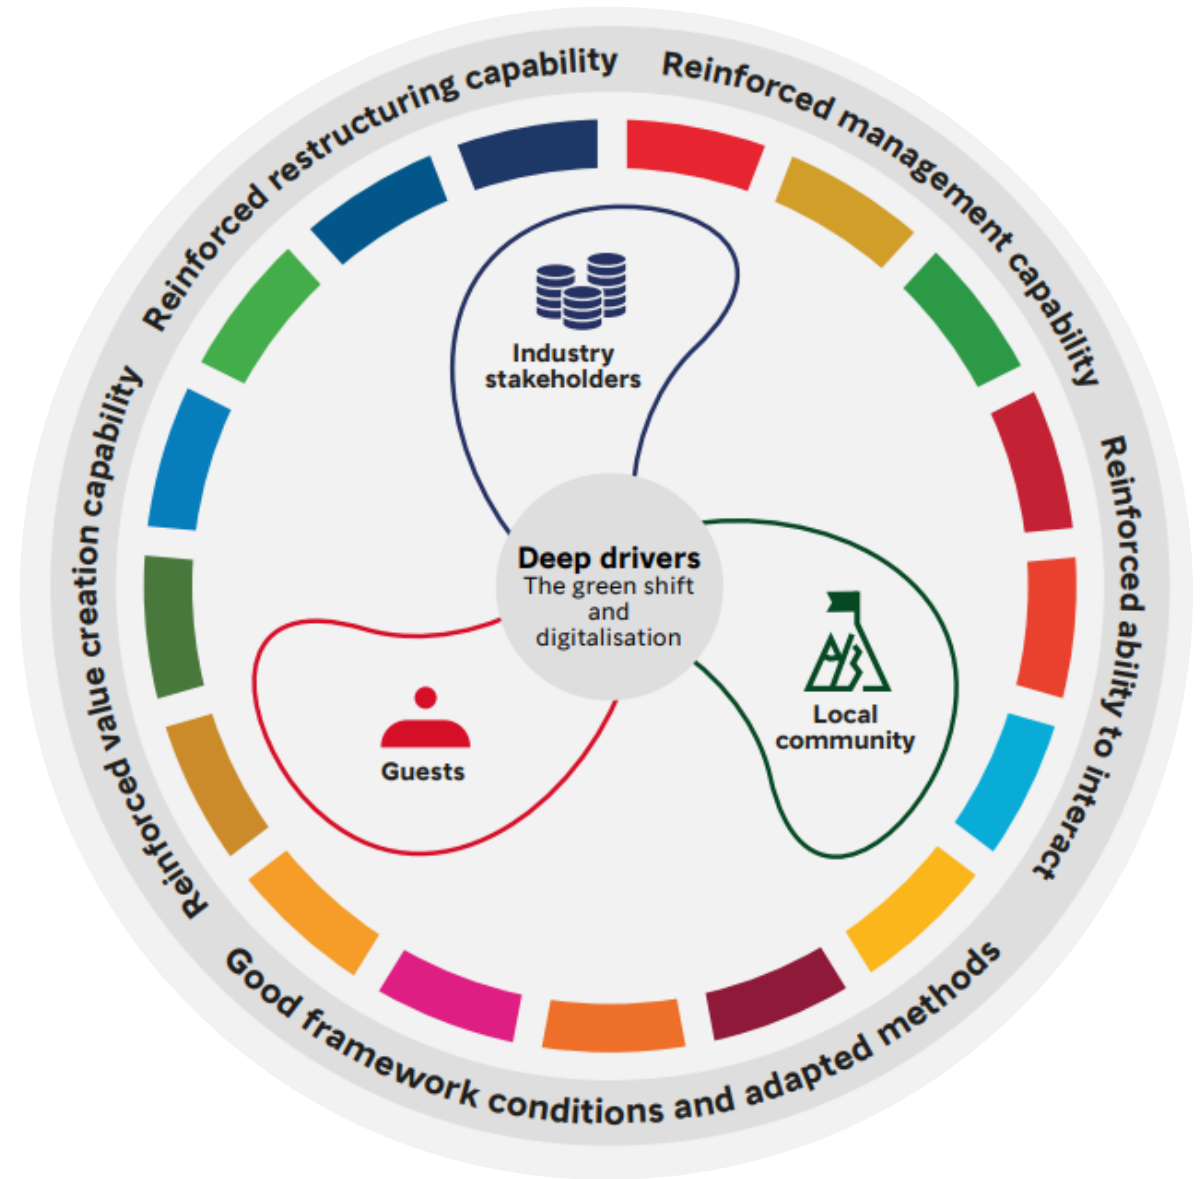 Reinforced restructuring capability
Reinforced management capability
Reinforced ability to interact
Good framework conditions and adapted methods
Reinforced value creation capability
Industry
stakeholders
Deep drivers
The green shift
and
digitalisation
Local
community
Guests